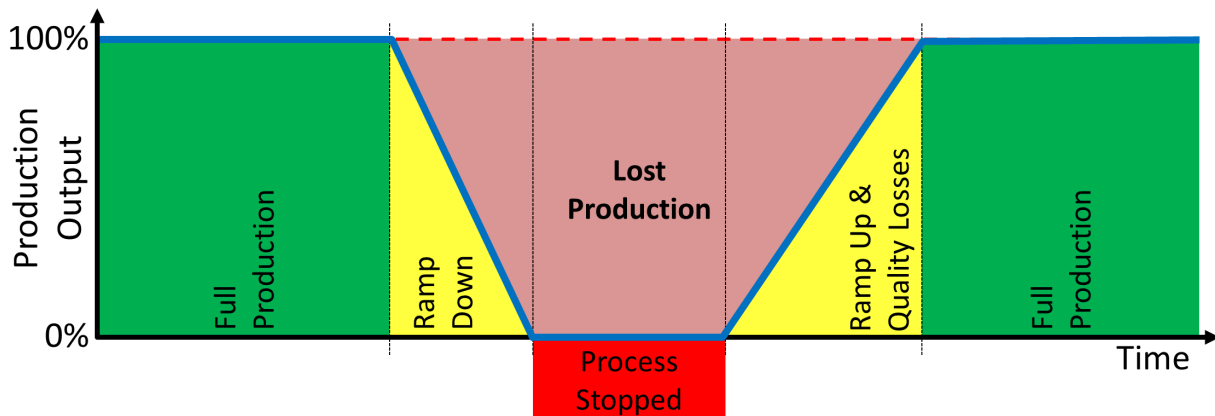 100%
Production
Output
0%
Full
Production
Ramp
Down
Lost
Production
Process
Stopped
Ramp Up &
Quality Losses
Full
Production
Time